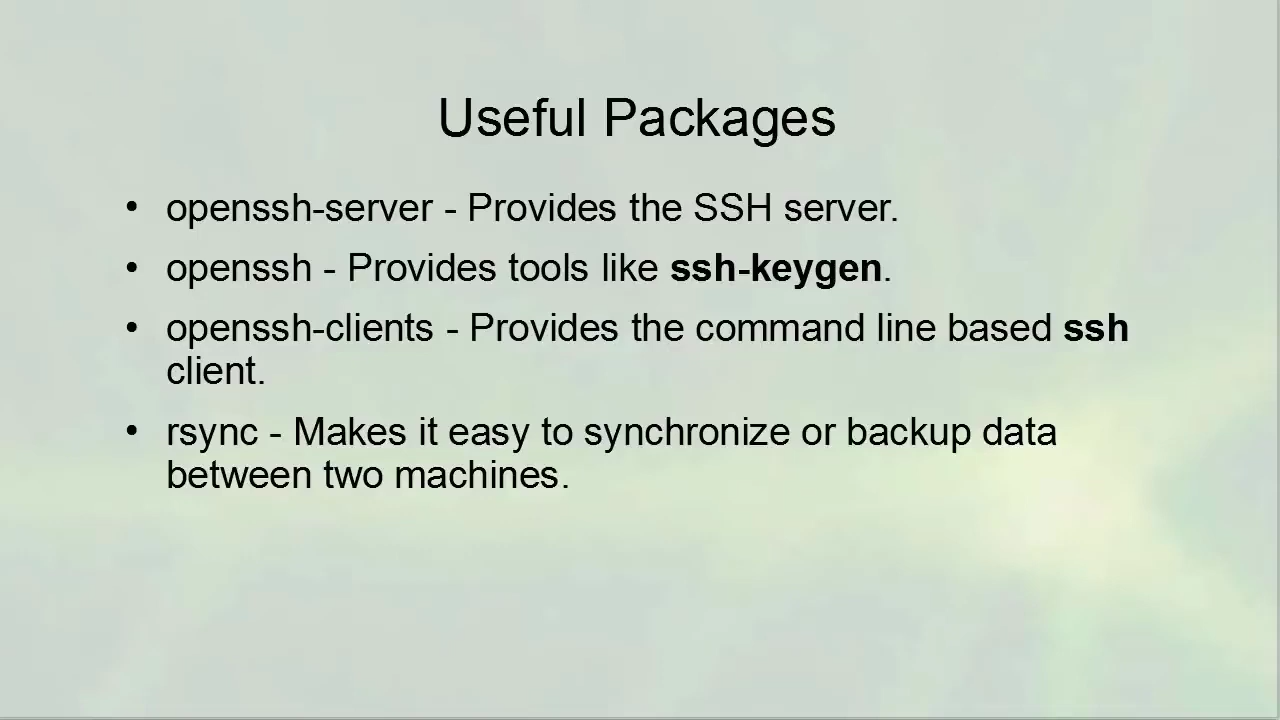 Useful Packages
• openssh-server - Provides the SSH server.
• openssh - Provides tools like ssh-keygen.
• openssh-clients - Provides the command line based ssh
client.
• rsync - Makes it easy to synchronize or backup data
between two machines.